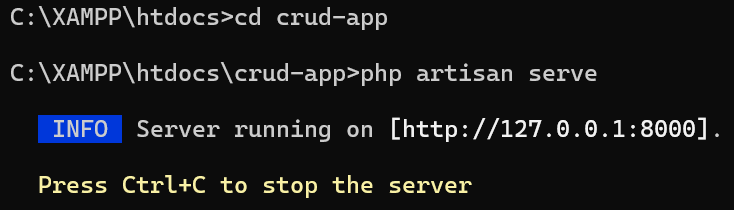 C:\XAMPP\htdocs>cd crud-app
C:\XAMPP\htdocs\crud-app>php artisan serve
INFO Server running on [http://127.0.0.1:8000].
Press Ctrl+C to stop the server